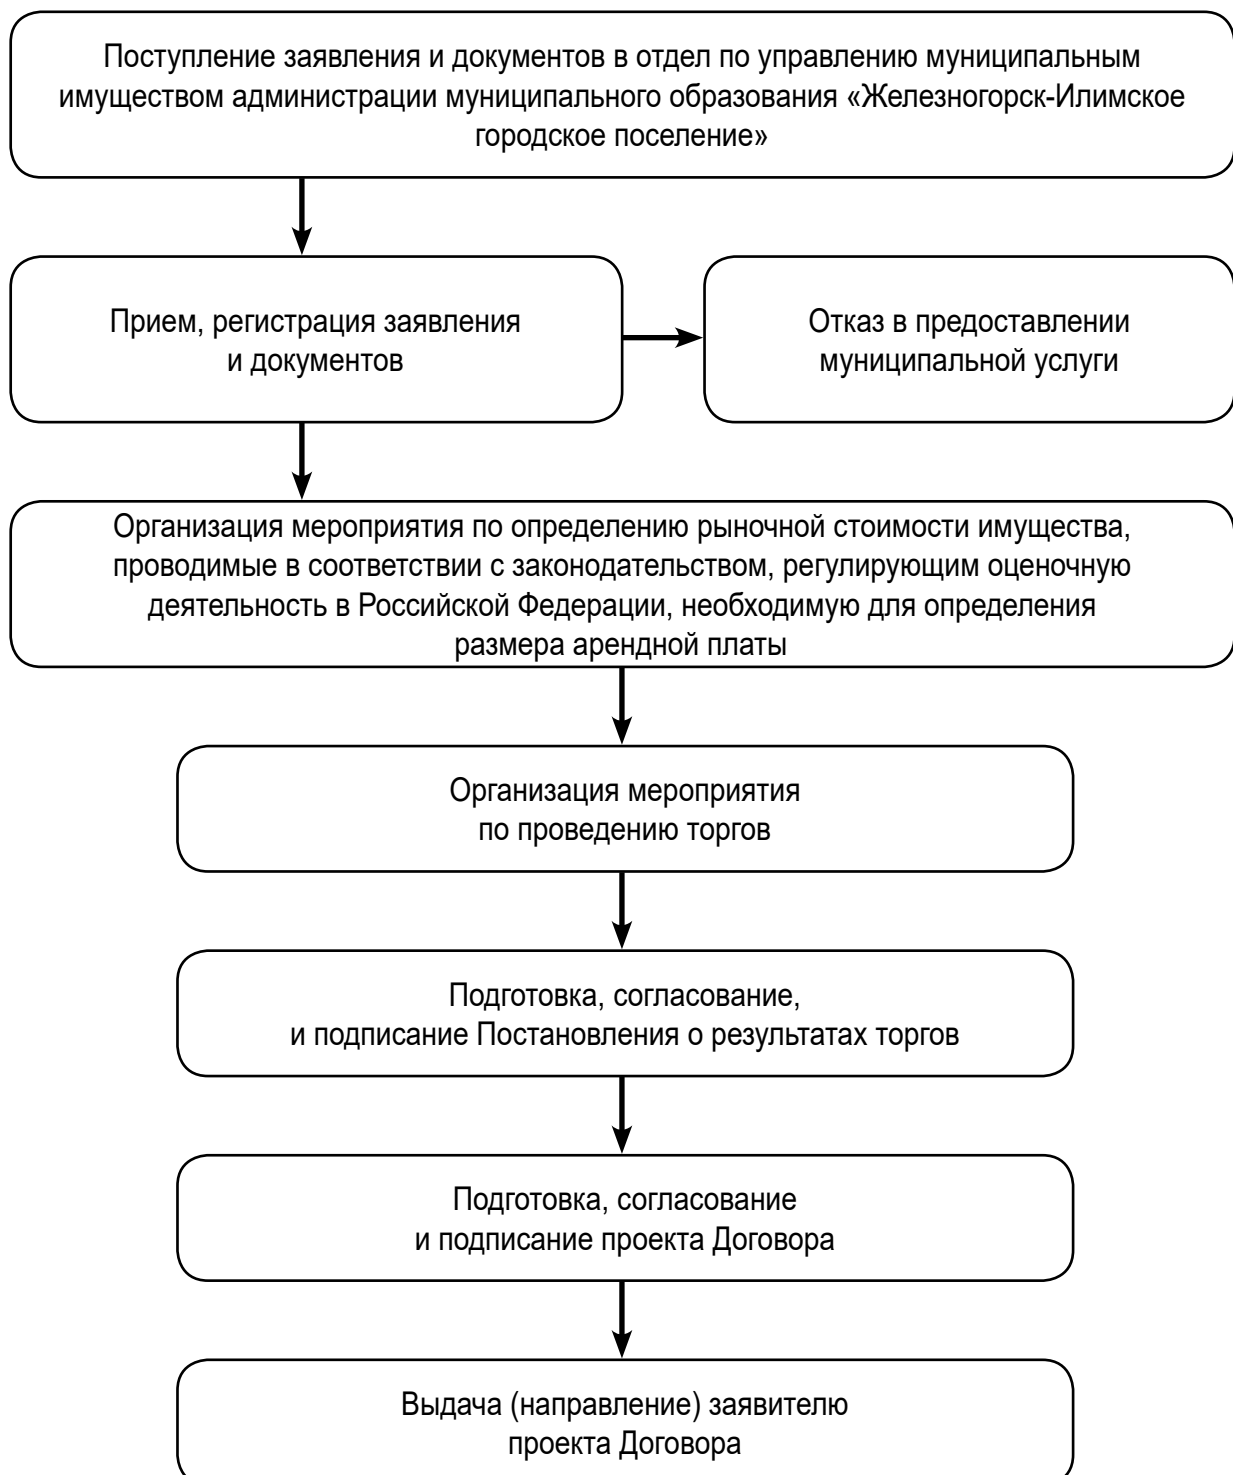 Поступление заявления и документов в отдел по управлению муниципальным
имуществом администрации муниципального образования «Железногорск-Илимское
городское поселение»
Прием, регистрация заявления
и документов
Отказ в предоставлении
муниципальной услуги
Организация мероприятия по определению рыночной стоимости имущества,
проводимые в соответствии с законодательством, регулирующим оценочную
деятельность в Российской Федерации, необходимую для определения
размера арендной платы
Организация мероприятия
по проведению торгов
Подготовка, согласование,
и подписание Постановления о результатах торгов
Подготовка, согласование
и подписание проекта Договора
Выдача (направление) заявителю
проекта Договора